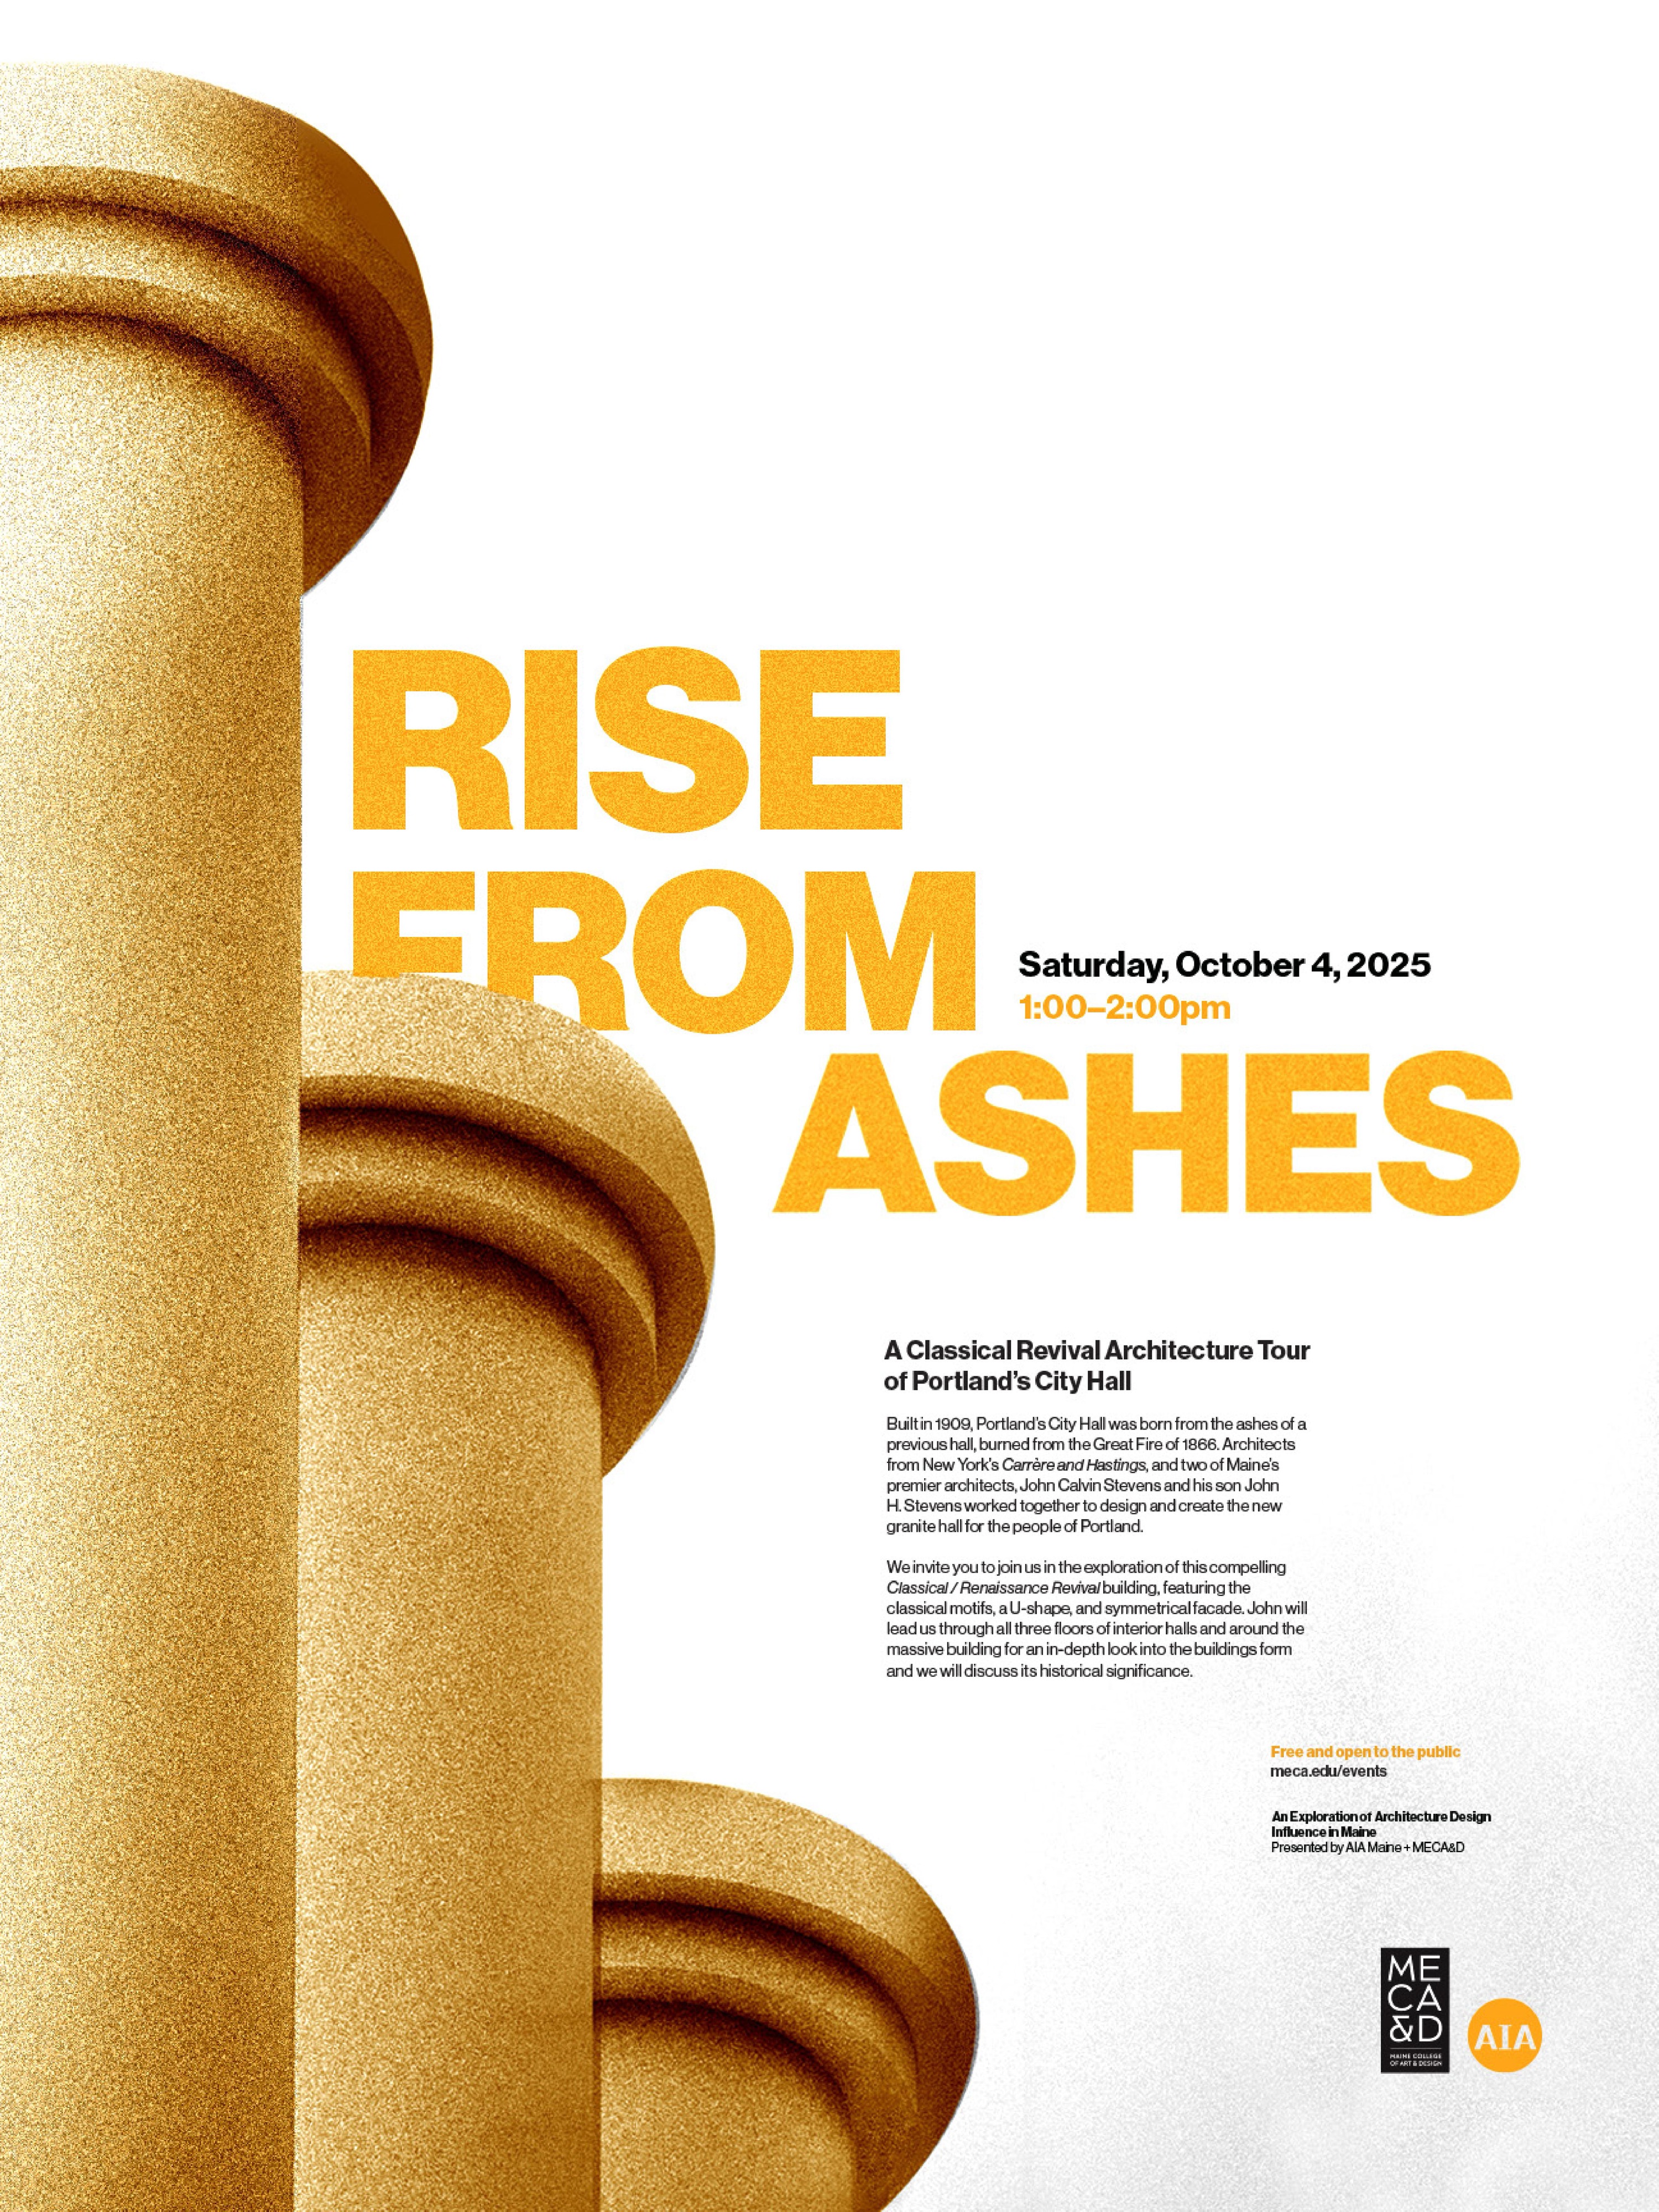 RISE
FROM
ASHES
Saturday, October 4, 2025
1:00–2:00pm
A Classical Revival Architecture Tour
of Portland’s City Hall
Built in 1909, Portland’s City Hall was born from the ashes of a
previous hall, burned from the Great Fire of 1866. Architects
from New York’s Carrère and Hastings, and two of Maine’s
premier architects, John Calvin Stevens and his son John
H. Stevens worked together to design and create the new
granite hall for the people of Portland.
We invite you to join us in the exploration of this compelling
Classical / Renaissance Revival building, featuring the
classical motifs, a U-shape, and symmetrical facade. John will
lead us through all three floors of interior halls and around the
massive building for an in-depth look into the buildings form
and we will discuss its historical significance.
Free and open to the public
meca.edu/events
An Exploration of Architecture Design
Influence in Maine
Presented by AIA Maine + MECA&D
ME
CA
&D
MAINE COLLEGE
OF ART & DESIGN
AIA